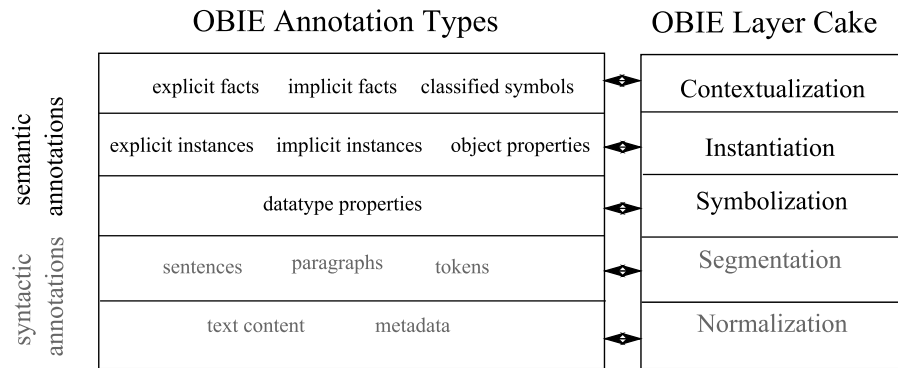 OBIE Annotation Types
OBIE Layer Cake
semantic
annotations
syntactic
annotations
explicit facts implicit facts classified symbols
Contextualization
explicit instances implicit instances object properties
Instantiation
datatype properties
Symbolization
sentences paragraphs tokens
Segmentation
text content metadata
Normalization